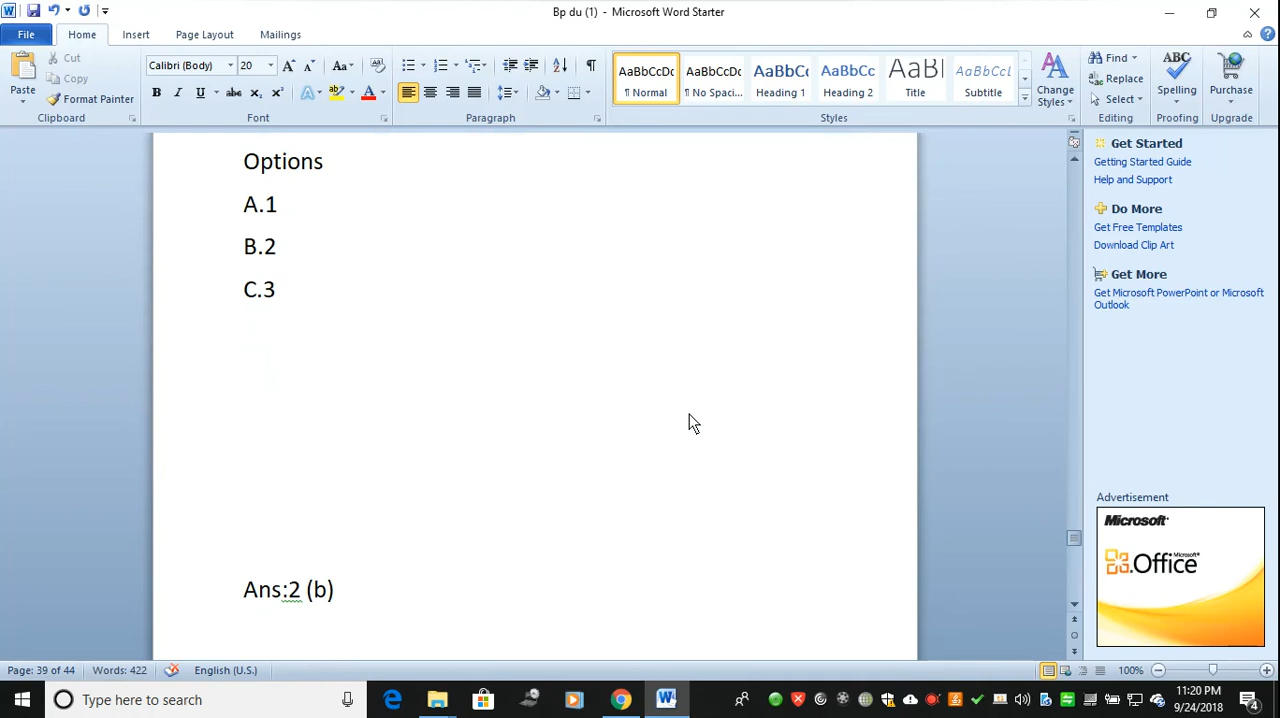 Bp du (1) - Microsoft Word Starter
File Home Insert Page Layout Mailings
Paste
Cut
Copy
Format Painter
Clipboard
Calibri (Body) 20
Font
Paragraph
AaBbCcDc AaBbCcDc AaBbCc AaBbCc AaBl AaBbCcl
¶ Normal ¶ No Spaci... Heading 1 Heading 2 Title Subtitle
Change Styles
Styles
Find
Replace
Select
Editing
Spelling
Proofing
Purchase
Upgrade
Options
A.1
B.2
C.3
Ans:2 (b)
Get Started
Getting Started Guide
Help and Support
Do More
Get Free Templates
Download Clip Art
Get More
Get Microsoft PowerPoint or Microsoft
Outlook
Advertisement
Microsoft
Office Microsoft
Page: 39 of 44 Words: 422 English (U.S.) 100%
Type here to search
11:20 PM
9/24/2018
4